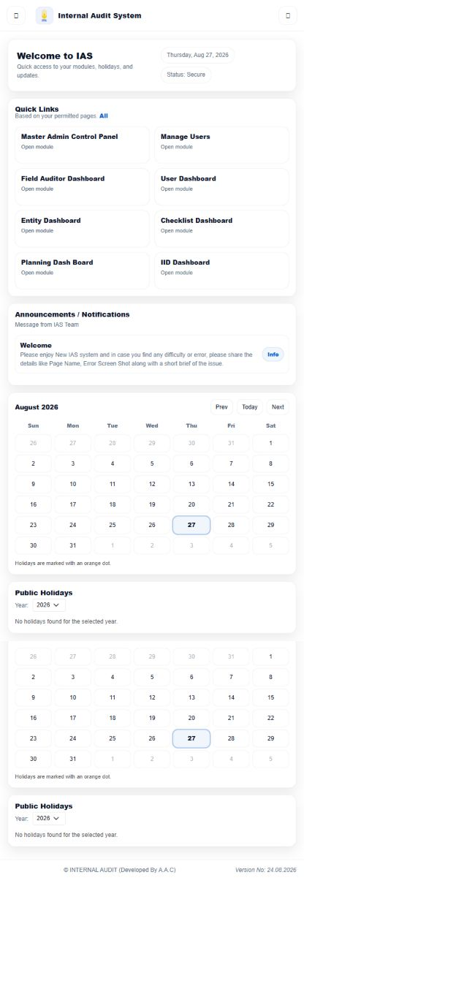 Internal Audit System
Welcome to IAS
Quick access to your modules, holidays, and
updates.
Thursday, Aug 27, 2026
Status: Secure
Quick Links
Based on your permitted pages. All
Master Admin Control Panel
Open module
Manage Users
Open module
Field Auditor Dashboard
Open module
User Dashboard
Open module
Entity Dashboard
Open module
Checklist Dashboard
Open module
Planning Dash Board
Open module
IID Dashboard
Open module
Announcements / Notifications
Message from IAS Team
Welcome
Please enjoy New IAS system and in case you find any difficulty or error, please share the
details like Page Name, Error Screen Shot along with a short brief of the issue.
Info
August 2026
Prev Today Next
Sun Mon Tue Wed Thu Fri Sat
26 27 28 29 30 31 1
2 3 4 5 6 7 8
9 10 11 12 13 14 15
16 17 18 19 20 21 22
23 24 25 26 27 28 29
30 31 1 2 3 4 5
Holidays are marked with an orange dot.
Public Holidays
Year: 2026
No holidays found for the selected year.
26 27 28 29 30 31 1
2 3 4 5 6 7 8
9 10 11 12 13 14 15
16 17 18 19 20 21 22
23 24 25 26 27 28 29
30 31 1 2 3 4 5
Holidays are marked with an orange dot.
Public Holidays
Year: 2026
No holidays found for the selected year.
© INTERNAL AUDIT (Developed By A.A.C)
Version No: 24.08.2026